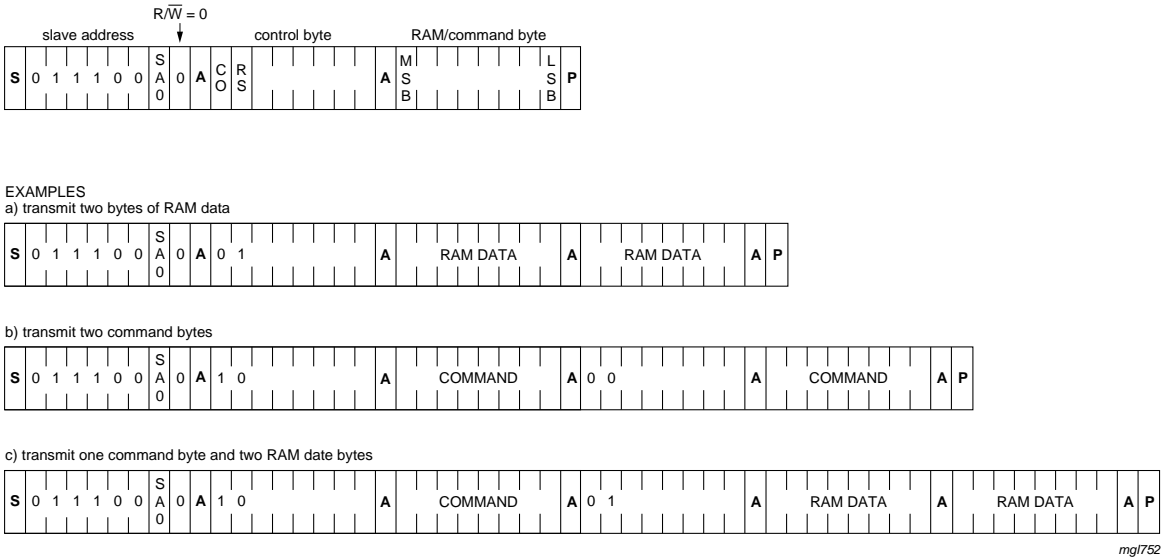 R/W = 0
slave address control byte RAM/command byte
S 0 1 1 1 0 0 SA0 0 A CO RS A MSB LSB P
EXAMPLES
a) transmit two bytes of RAM data
S 0 1 1 1 0 0 SA0 0 A 0 1 A RAM DATA A RAM DATA A P
b) transmit two command bytes
S 0 1 1 1 0 0 SA0 0 A 1 0 A COMMAND A 0 0 A COMMAND A P
c) transmit one command byte and two RAM date bytes
S 0 1 1 1 0 0 SA0 0 A 1 0 A COMMAND A 0 1 A RAM DATA A RAM DATA A P
mgl752